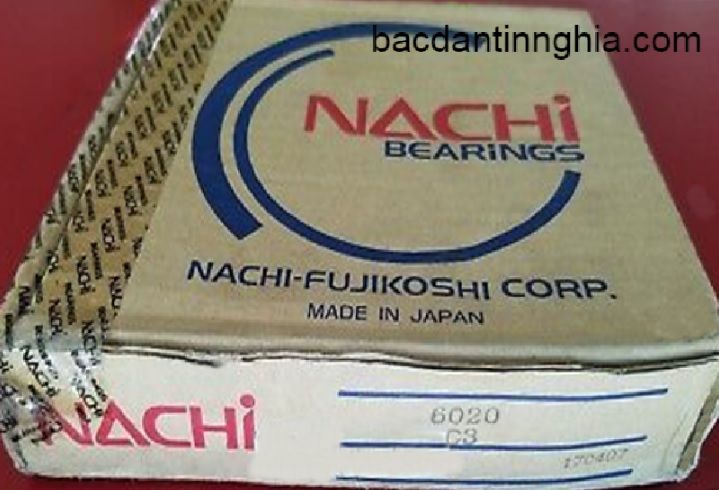 bacdantinnghia.com
NACHi
BEARiNGS
NACHI-FUJIKOSHI CORP.
MADE IN JAPAN
NACHi
6020
C3
170407